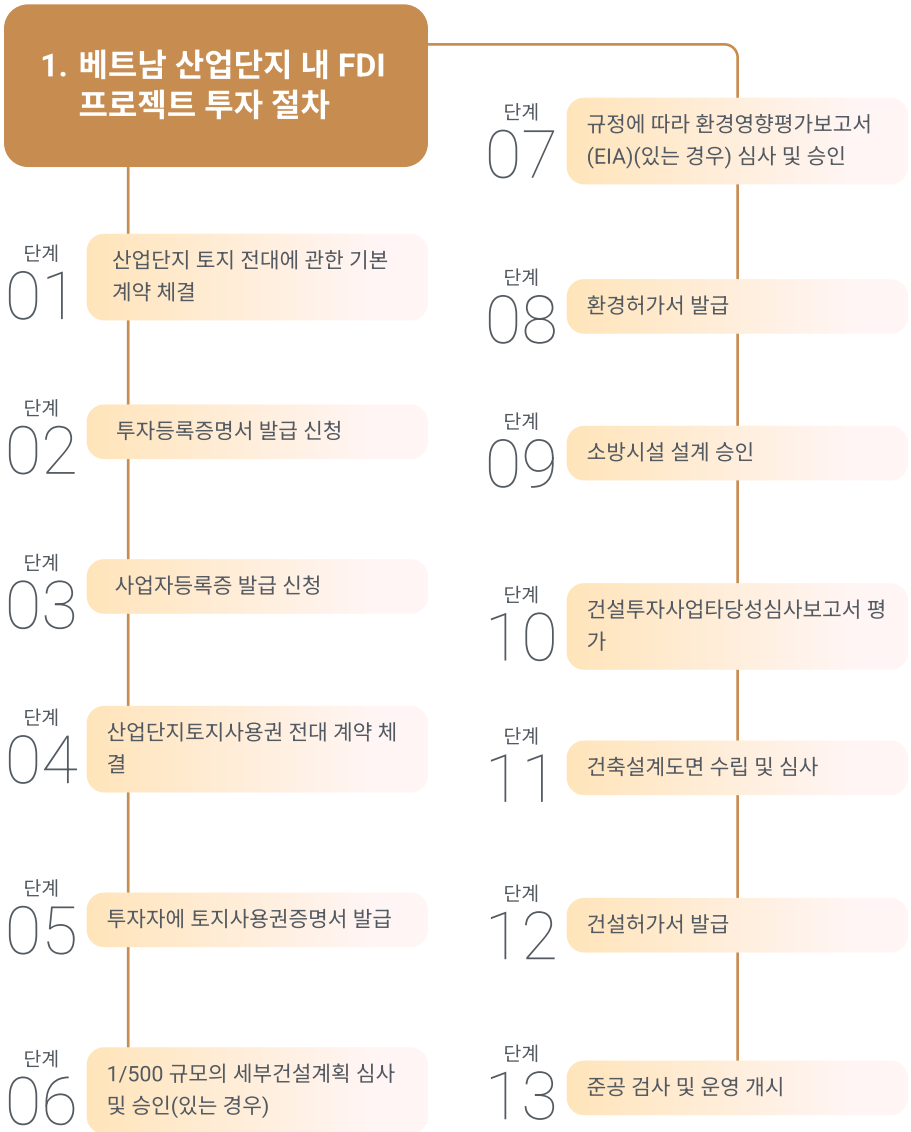 1. 베트남 산업단지 내 FDI
프로젝트 투자 절차
단계
01
산업단지 토지 전대에 관한 기본
계약 체결
단계
02
투자등록증명서 발급 신청
단계
03
사업자등록증 발급 신청
단계
04
산업단지토지사용권 전대 계약 체
결
단계
05
투자자에 토지사용권증명서 발급
단계
06
1/500 규모의 세부건설계획 심사
및 승인(있는 경우)
단계
07
규정에 따라 환경영향평가보고서
(EIA)(있는 경우) 심사 및 승인
단계
08
환경허가서 발급
단계
09
소방시설 설계 승인
단계
10
건설투자사업타당성심사보고서 평
가
단계
11
건축설계도면 수립 및 심사
단계
12
건설허가서 발급
단계
13
준공 검사 및 운영 개시